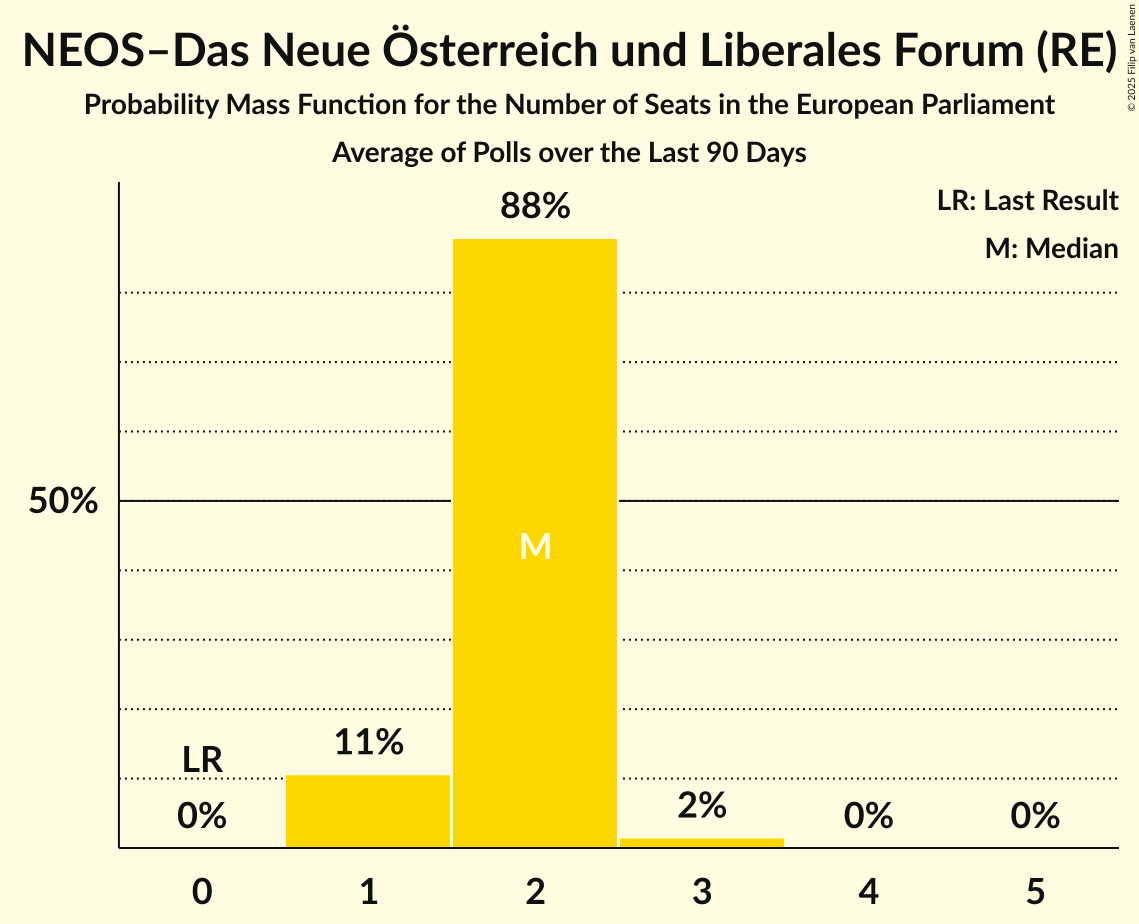 NEOS–Das Neue Österreich und Liberales Forum (RE)
Probability Mass Function for the Number of Seats in the European Parliament
Average of Polls over the Last 90 Days
© 2025 Filip van Laenen
LR: Last Result
M: Median
88%
50%
M
LR
11%
0%
2%
0%
0%
0 1 2 3 4 5